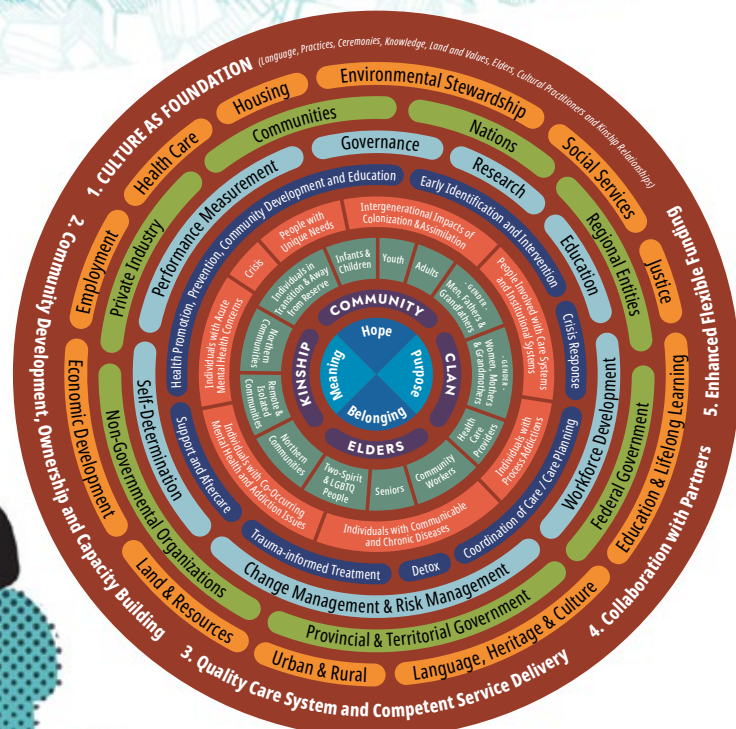 1. CULTURE AS FOUNDATION (Language, Practices, Ceremonies, Knowledge, Land and Values, Elders, Cultural Practitioners and Kinship Relationships)
2. Community Development, Ownership and Capacity Building
3. Quality Care System and Competent Service Delivery
4. Collaboration with Partners
5. Enhanced Flexible Funding
Environmental Stewardship
Social Services
Justice
Education & Lifelong Learning
Language, Heritage & Culture
Urban & Rural
Land & Resources
Economic Development
Employment
Health Care
Housing
Communities
Nations
Regional Entities
Federal Government
Provincial & Territorial Government
Non-Governmental Organizations
Private Industry
Governance
Research
Education
Workforce Development
Change Management & Risk Management
Self-Determination
Performance Measurement
Health Promotion, Prevention, Community Development and Education
Early Identification and Intervention
Crisis Response
Coordination of Care / Care Planning
Detox
Trauma-informed Treatment
Support and Aftercare
People with
Unique Needs
Intergenerational Impacts of
Colonization & Assimilation
People Involved with Care Systems
and Institutional Systems
Individuals with
Process Addictions
Individuals with Communicable
and Chronic Diseases
Individuals with Co-Occurring
Mental Health and Addiction Issues
Individuals with Acute
Mental Health Concerns
Crisis
Infants &
Children
Youth
Adults
- GENDER -
Men, Fathers &
Grandfathers
- GENDER -
Women, Mothers
& Grandmothers
Health
Care
Providers
Community
Workers
Seniors
Two-Spirit
& LGBTQ
People
Northern
Communities
Remote &
Isolated
Communities
Northern
Communities
Individuals in
Transition & Away
from Reserve
COMMUNITY
CLAN
ELDERS
KINSHIP
Hope
Purpose
Belonging
Meaning